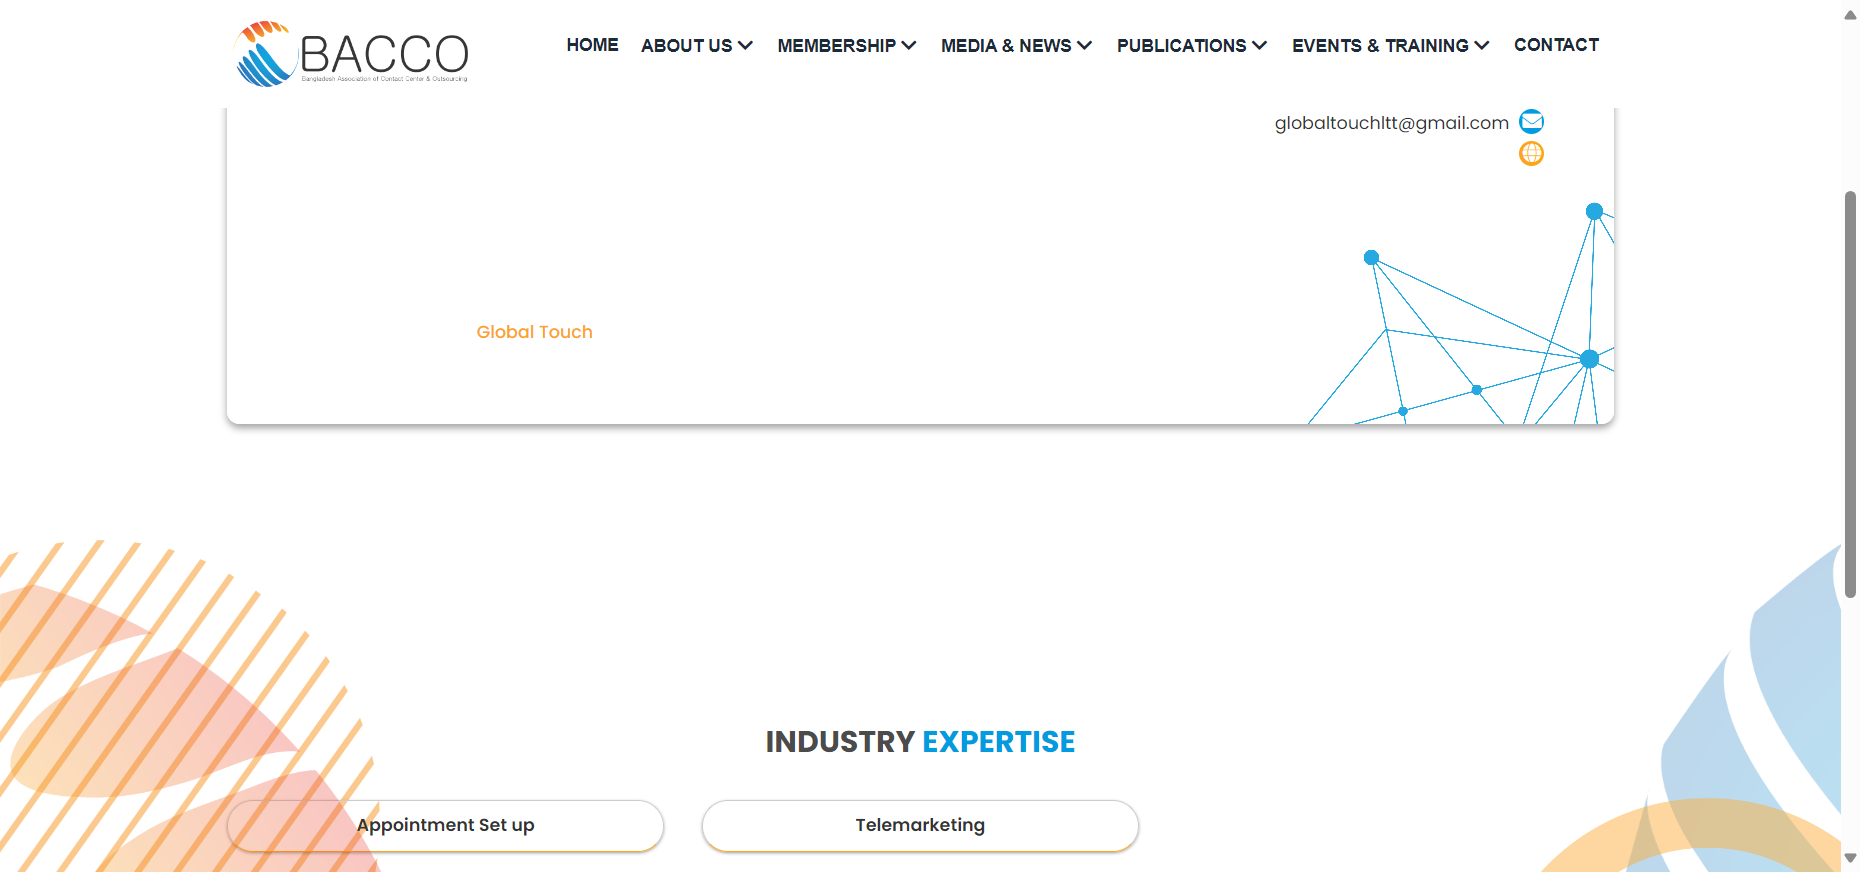 BACCO
Bangladesh Association of Contact Center & Outsourcing
HOME
ABOUT US
MEMBERSHIP
MEDIA & NEWS
PUBLICATIONS
EVENTS & TRAINING
CONTACT
globaltouchltt@gmail.com
Global Touch
INDUSTRY EXPERTISE
Appointment Set up
Telemarketing